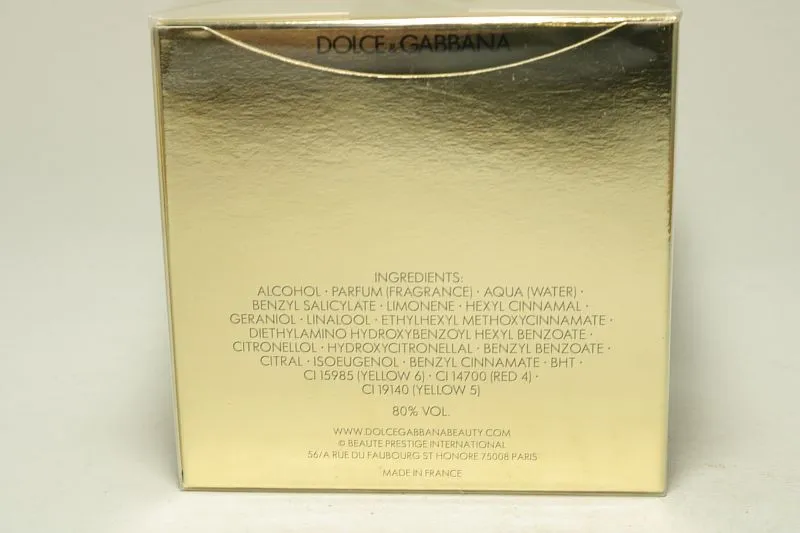 DOLCE & GABBANA
INGREDIENTS:
ALCOHOL · PARFUM (FRAGRANCE) · AQUA (WATER) ·
BENZYL SALICYLATE · LIMONENE · HEXYL CINNAMAL ·
GERANIOL · LINALOOL · ETHYLHEXYL METHOXYCINNAMATE ·
DIETHYLAMINO HYDROXYBENZOYL HEXYL BENZOATE ·
CITRONELLOL · HYDROXYCITRONELLAL · BENZYL BENZOATE ·
CITRAL · ISOEUGENOL · BENZYL CINNAMATE · BHT ·
CI 15985 (YELLOW 6) · CI 14700 (RED 4) ·
CI 19140 (YELLOW 5)
80% VOL.
WWW.DOLCEGABBANABEAUTY.COM
© BEAUTE PRESTIGE INTERNATIONAL
56/A RUE DU FAUBOURG ST HONORE 75008 PARIS
MADE IN FRANCE